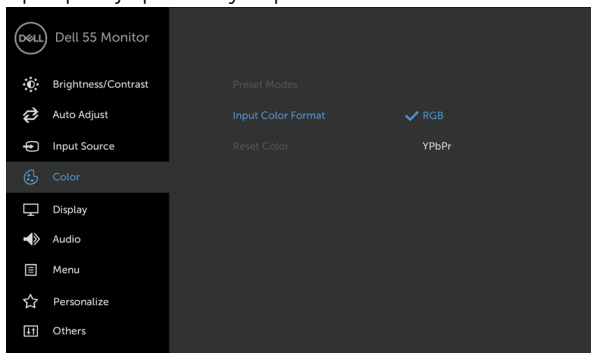 DELL Dell 55 Monitor
Brightness/Contrast
Auto Adjust
Input Source
Color
Display
Audio
Menu
Personalize
Others
Preset Modes
Input Color Format ✓ RGB
Reset Color YPbPr